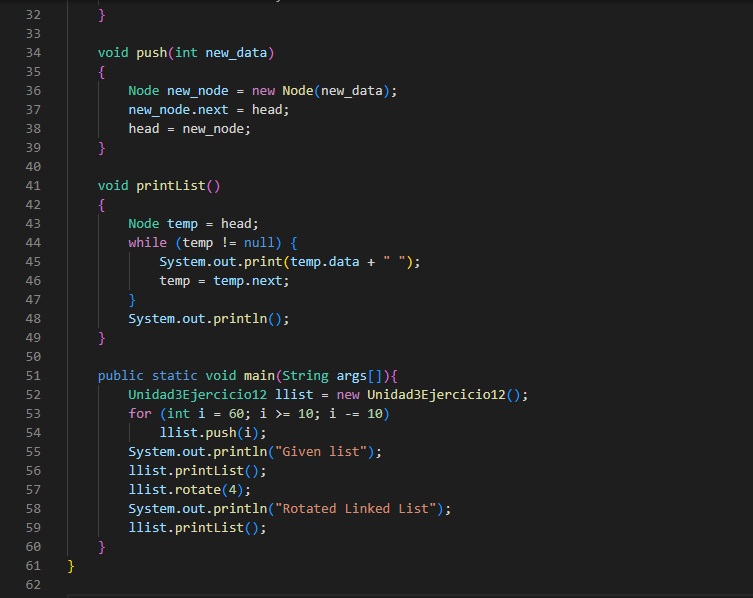 32 }
33
34 void push(int new_data)
35 {
36 Node new_node = new Node(new_data);
37 new_node.next = head;
38 head = new_node;
39 }
40
41 void printList()
42 {
43 Node temp = head;
44 while (temp != null) {
45 System.out.print(temp.data + " ");
46 temp = temp.next;
47 }
48 System.out.println();
49 }
50
51 public static void main(String args[]){
52 Unidad3Ejercicio12 llist = new Unidad3Ejercicio12();
53 for (int i = 60; i >= 10; i -= 10)
54 llist.push(i);
55 System.out.println("Given list");
56 llist.printList();
57 llist.rotate(4);
58 System.out.println("Rotated Linked List");
59 llist.printList();
60 }
61 }
62